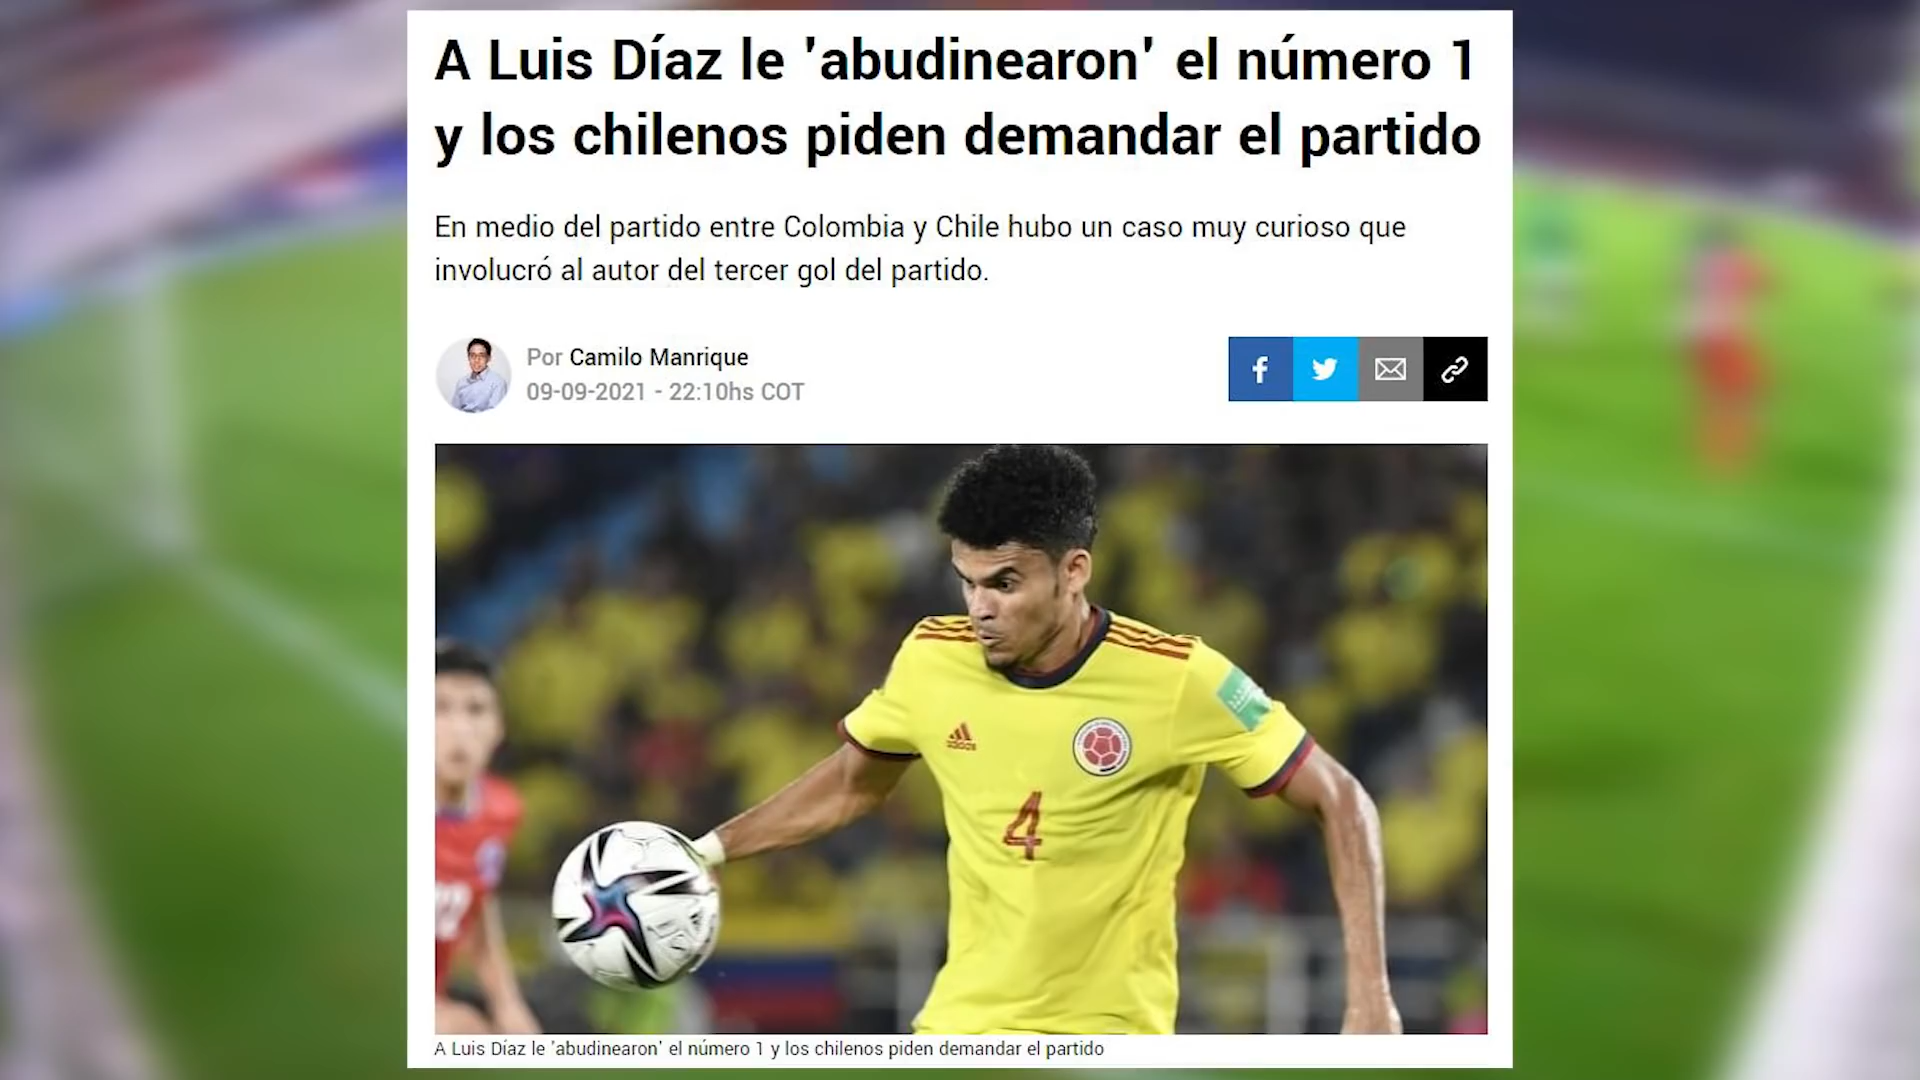 A Luis Díaz le 'abudinearon' el número 1
y los chilenos piden demandar el partido
En medio del partido entre Colombia y Chile hubo un caso muy curioso que
involucró al autor del tercer gol del partido.
Por Camilo Manrique
09-09-2021 - 22:10hs COT
adidas
4
A Luis Díaz le 'abudinearon' el número 1 y los chilenos piden demandar el partido